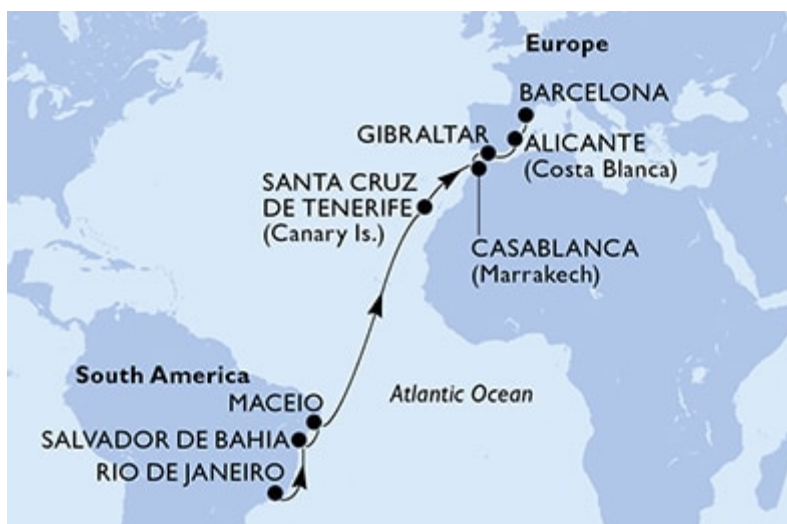 Europe
BARCELONA
GIBRALTAR
ALICANTE
(Costa Blanca)
SANTA CRUZ
DE TENERIFE
(Canary Is.)
CASABLANCA
(Marrakech)
South America
Atlantic Ocean
MACEIO
SALVADOR DE BAHIA
RIO DE JANEIRO